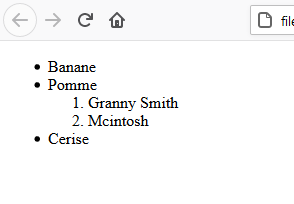 file
• Banane
• Pomme
1. Granny Smith
2. Mcintosh
• Cerise